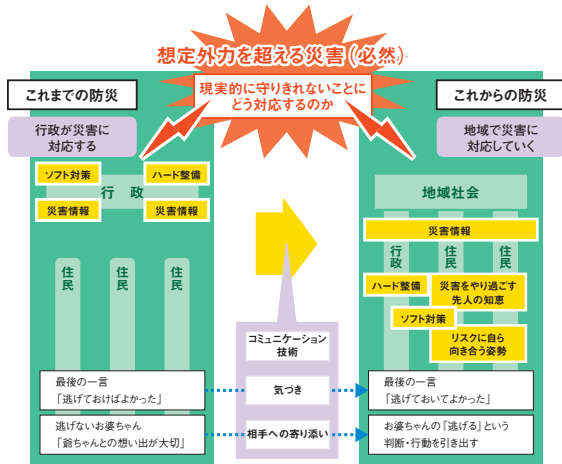 想定外力を超える災害（必然）
現実的に守りきれないことに
どう対応するのか
これまでの防災
行政が災害に
対応する
ソフト対策
ハード整備
行政
災害情報
災害情報
住民
住民
住民
最後の一言
「逃げておけばよかった」
逃げないお婆ちゃん
「爺ちゃんとの想い出が大切」
コミュニケーション
技術
気づき
相手への寄り添い
これからの防災
地域で災害に
対応していく
地域社会
災害情報
行政
住民
住民
ハード整備
災害をやり過ごす
先人の知恵
ソフト対策
リスクに自ら
向き合う姿勢
最後の一言
「逃げておいてよかった」
お婆ちゃんの『逃げる』という
判断・行動を引き出す